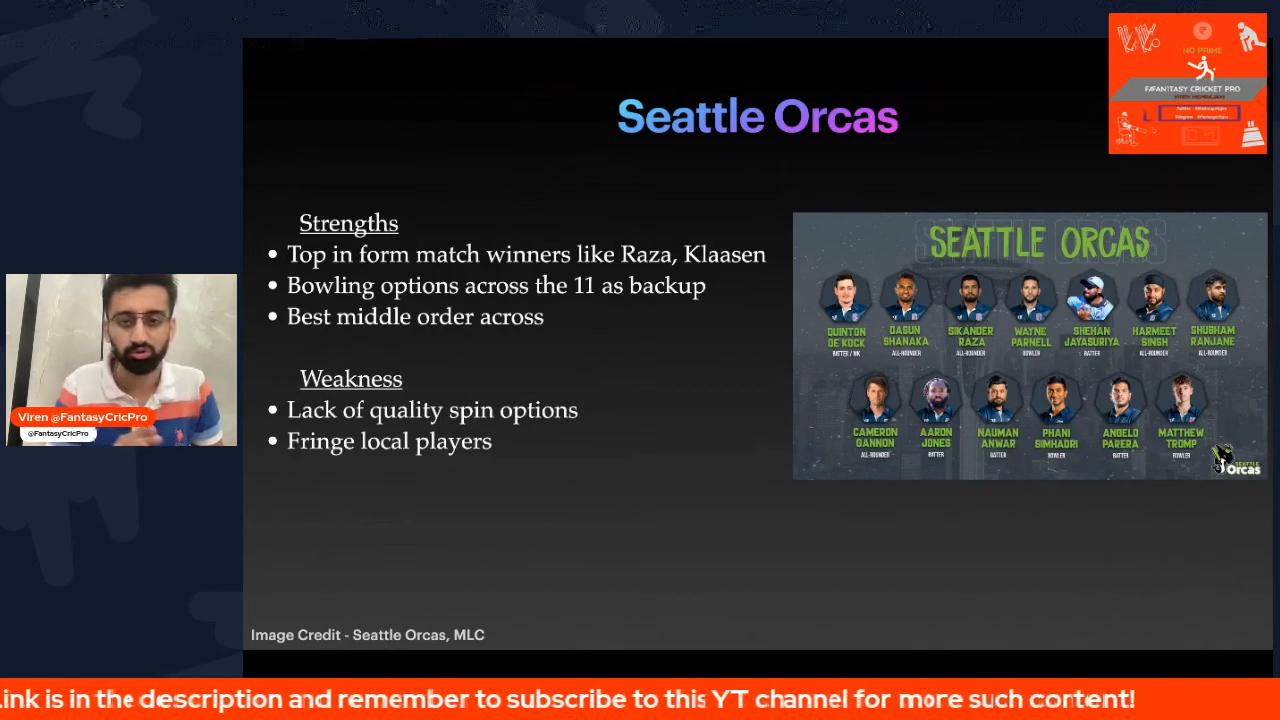 NO PRIME
Seattle Orcas
Strengths
• Top in form match winners like Raza, Klaasen
• Bowling options across the 11 as backup
• Best middle order across
Weakness
• Lack of quality spin options
• Fringe local players
SEATTLE ORCAS
QUINTON DE KOCK
BATTER / WK
DASUN SHANAKA
ALL-ROUNDER
SIKANDER RAZA
ALL-ROUNDER
WAYNE PARNELL
BOWLER
SHEHAN JAYASURIYA
BATTER
HARMEET SINGH
ALL-ROUNDER
SHUBHAM RANJANE
ALL-ROUNDER
CAMERON GANNON
ALL-ROUNDER
AARON JONES
BATTER
NAUMAN ANWAR
BATTER
PHANI SIMHADRI
BOWLER
ANGELO PARERA
BATTER
MATTHEW TROMP
BOWLER
SEATTLE
Orcas
Viren @FantasyCricPro
@FantasyCricPro
Image Credit - Seattle Orcas, MLC
Link is in the description and remember to subscribe to this YT channel for more such content!